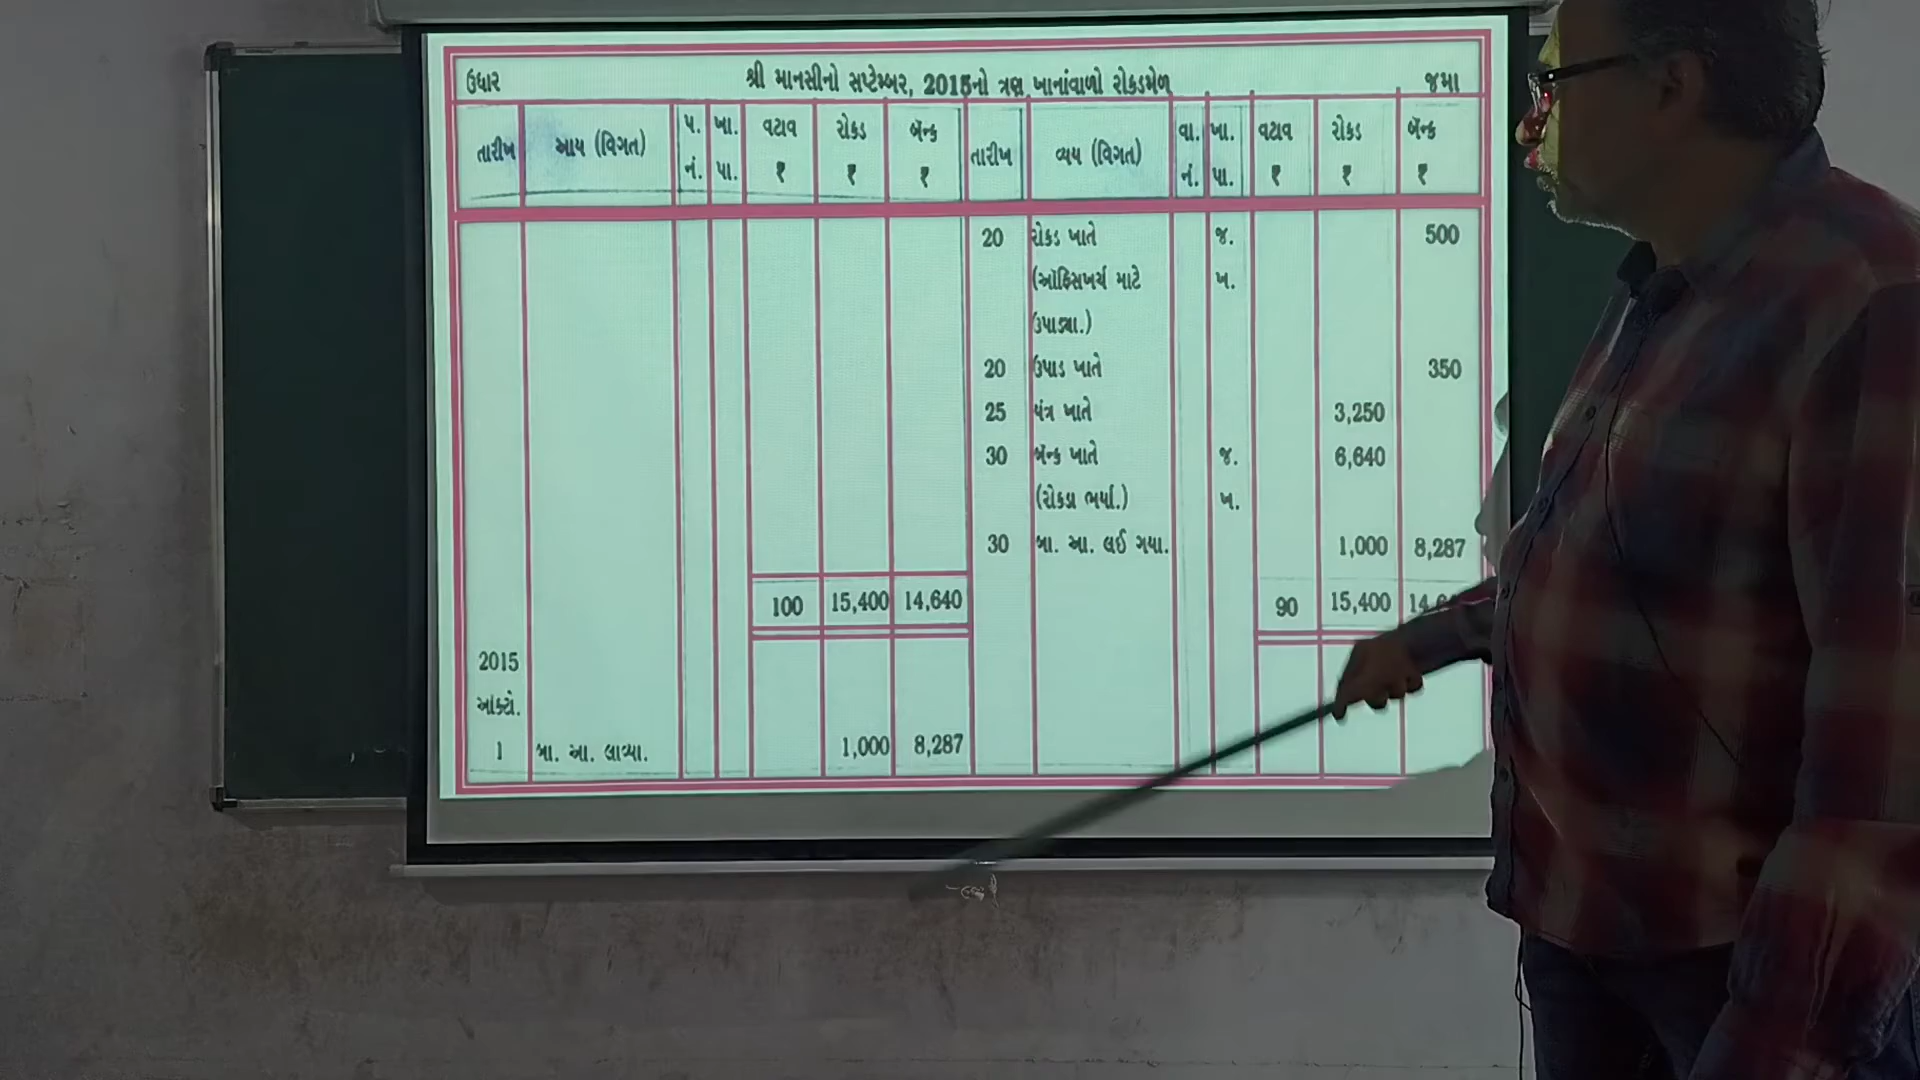 ઉધાર શ્રી માનસીનો સપ્ટેમ્બર, 2015નો ત્રણ ખાનાંવાળો રોકડમેળ જમા
તારીખ આય (વિગત) પ. નં. ખા. પા. વટાવ ₹ રોકડ ₹ બૅન્ક ₹ તારીખ વ્યય (વિગત) વા. નં. ખા. પા. વટાવ ₹ રોકડ ₹ બૅન્ક ₹
20 રોકડ ખાતે જ. 500
(ઑફિસખર્ચ માટે ખ.
ઉપાડ્યા.)
20 ઉપાડ ખાતે 350
25 યંત્ર ખાતે 3,250
30 બૅન્ક ખાતે જ. 6,640
(રોકડા ભર્યા.) ખ.
30 બા. આ. લઈ ગયા. 1,000 8,287
100 15,400 14,640 90 15,400
2015
ઑક્ટો.
1 બા. આ. લાવ્યા. 1,000 8,287